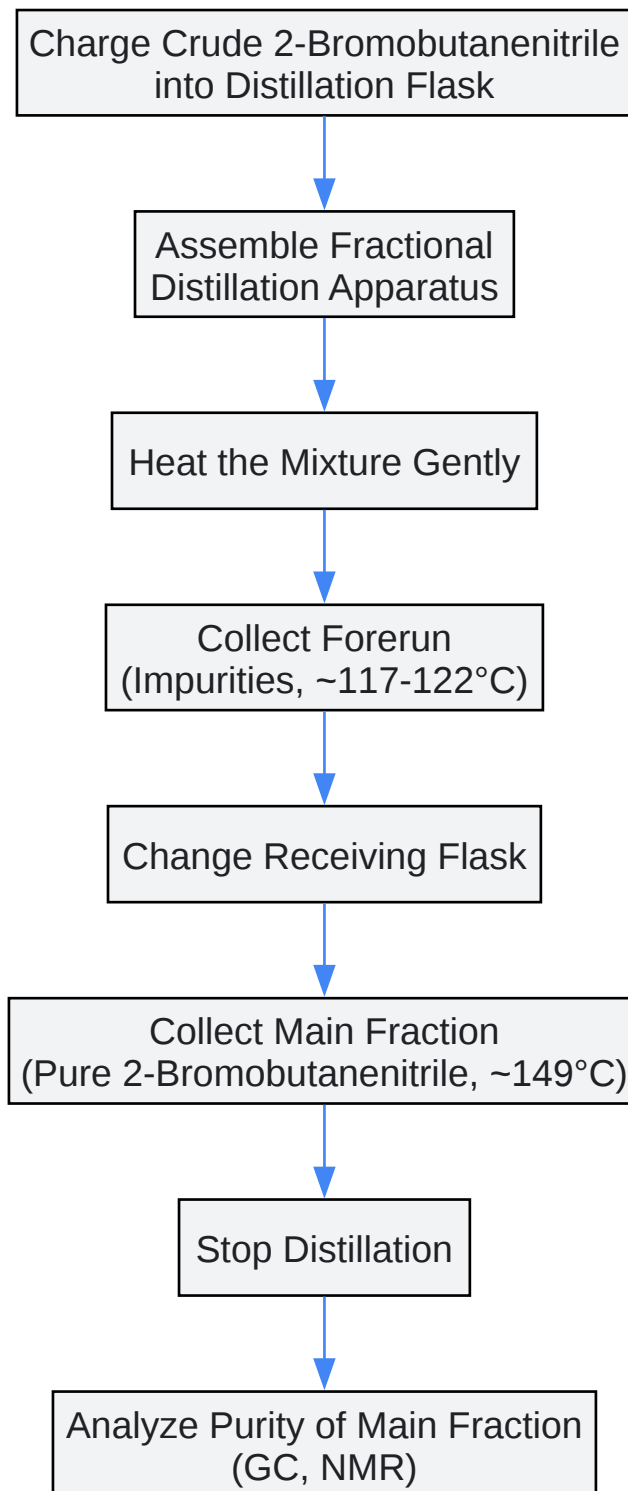 Charge Crude 2-Bromobutanenitrile
into Distillation Flask
Assemble Fractional
Distillation Apparatus
Heat the Mixture Gently
Collect Forerun
(Impurities, ~117-122°C)
Change Receiving Flask
Collect Main Fraction
(Pure 2-Bromobutanenitrile, ~149°C)
Stop Distillation
Analyze Purity of Main Fraction
(GC, NMR)